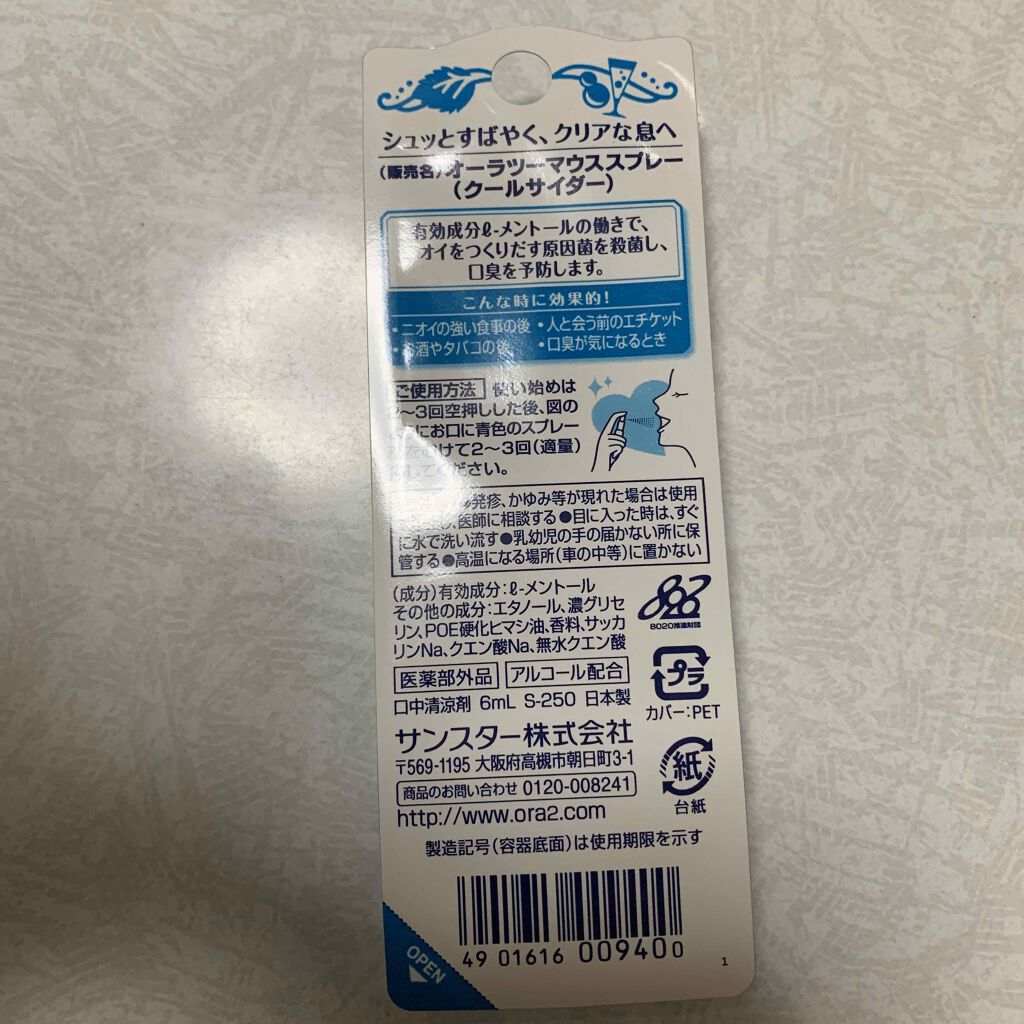 シュッとすばやく、クリアな息へ
(販売名)オーラツーマウススプレー
(クールサイダー)
有効成分ℓ-メントールの働きで、
オイをつくりだす原因菌を殺菌し、
口臭を予防します。
こんな時に効果的!
・ニオイの強い食事の後 ・人と会う前のエチケット
・お酒やタバコの後 ・口臭が気になるとき
ご使用方法 使い始めは
2～3回空押しした後、図の
にお口に青色のスプレー
むけて2～3回(適量)
してください。
発疹、かゆみ等が現れた場合は使用
医師に相談する●目に入った時は、すぐ
に水で洗い流す●乳幼児の手の届かない所に保
管する●高温になる場所(車の中等)に置かない
(成分)有効成分:ℓ-メントール
その他の成分:エタノール、濃グリセ
リン、POE硬化ヒマシ油、香料、サッカ
リンNa、クエン酸Na、無水クエン酸
8020推進財団
医薬部外品 アルコール配合
プラ
口中清涼剤 6mL S-250 日本製
カバー:PET
サンスター株式会社
〒569-1195 大阪府高槻市朝日町3-1
紙
商品のお問い合わせ 0120-008241
台紙
http://www.ora2.com
製造記号(容器底面)は使用期限を示す
OPEN
49 01616 00940 0
1